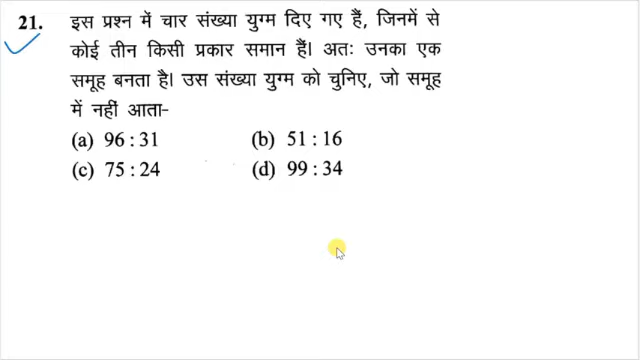 21. इस प्रश्न में चार संख्या युग्म दिए गए हैं, जिनमें से
कोई तीन किसी प्रकार समान हैं। अतः उनका एक
समूह बनता है। उस संख्या युग्म को चुनिए, जो समूह
में नहीं आता-
(a) 96 : 31 (b) 51 : 16
(c) 75 : 24 (d) 99 : 34